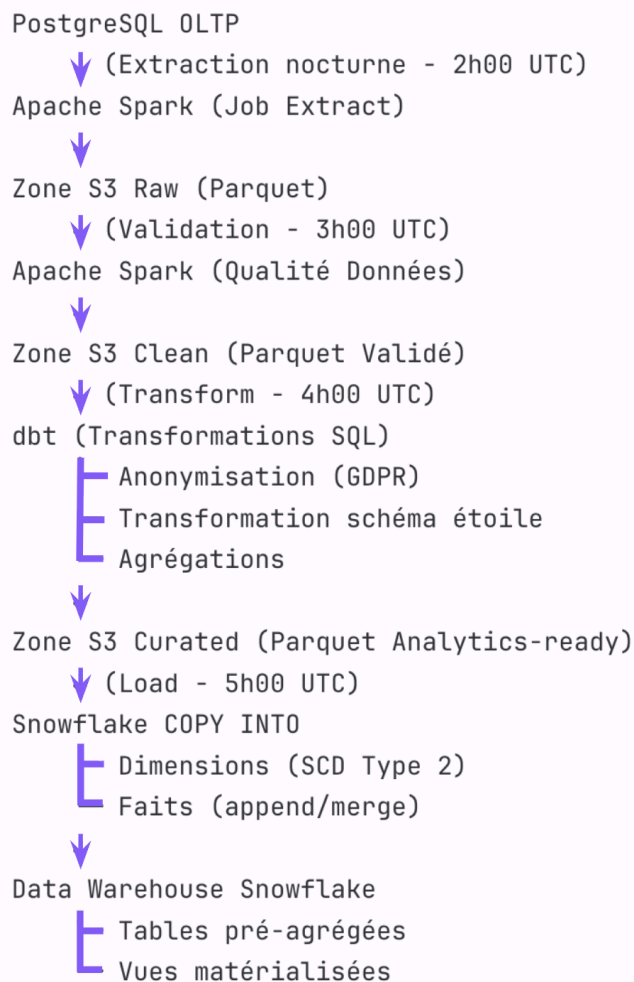 PostgreSQL OLTP
(Extraction nocturne - 2h00 UTC)
Apache Spark (Job Extract)
Zone S3 Raw (Parquet)
(Validation - 3h00 UTC)
Apache Spark (Qualité Données)
Zone S3 Clean (Parquet Validé)
(Transform - 4h00 UTC)
dbt (Transformations SQL)
Anonymisation (GDPR)
Transformation schéma étoile
Agrégations
Zone S3 Curated (Parquet Analytics-ready)
(Load - 5h00 UTC)
Snowflake COPY INTO
Dimensions (SCD Type 2)
Faits (append/merge)
Data Warehouse Snowflake
Tables pré-agrégées
Vues matérialisées